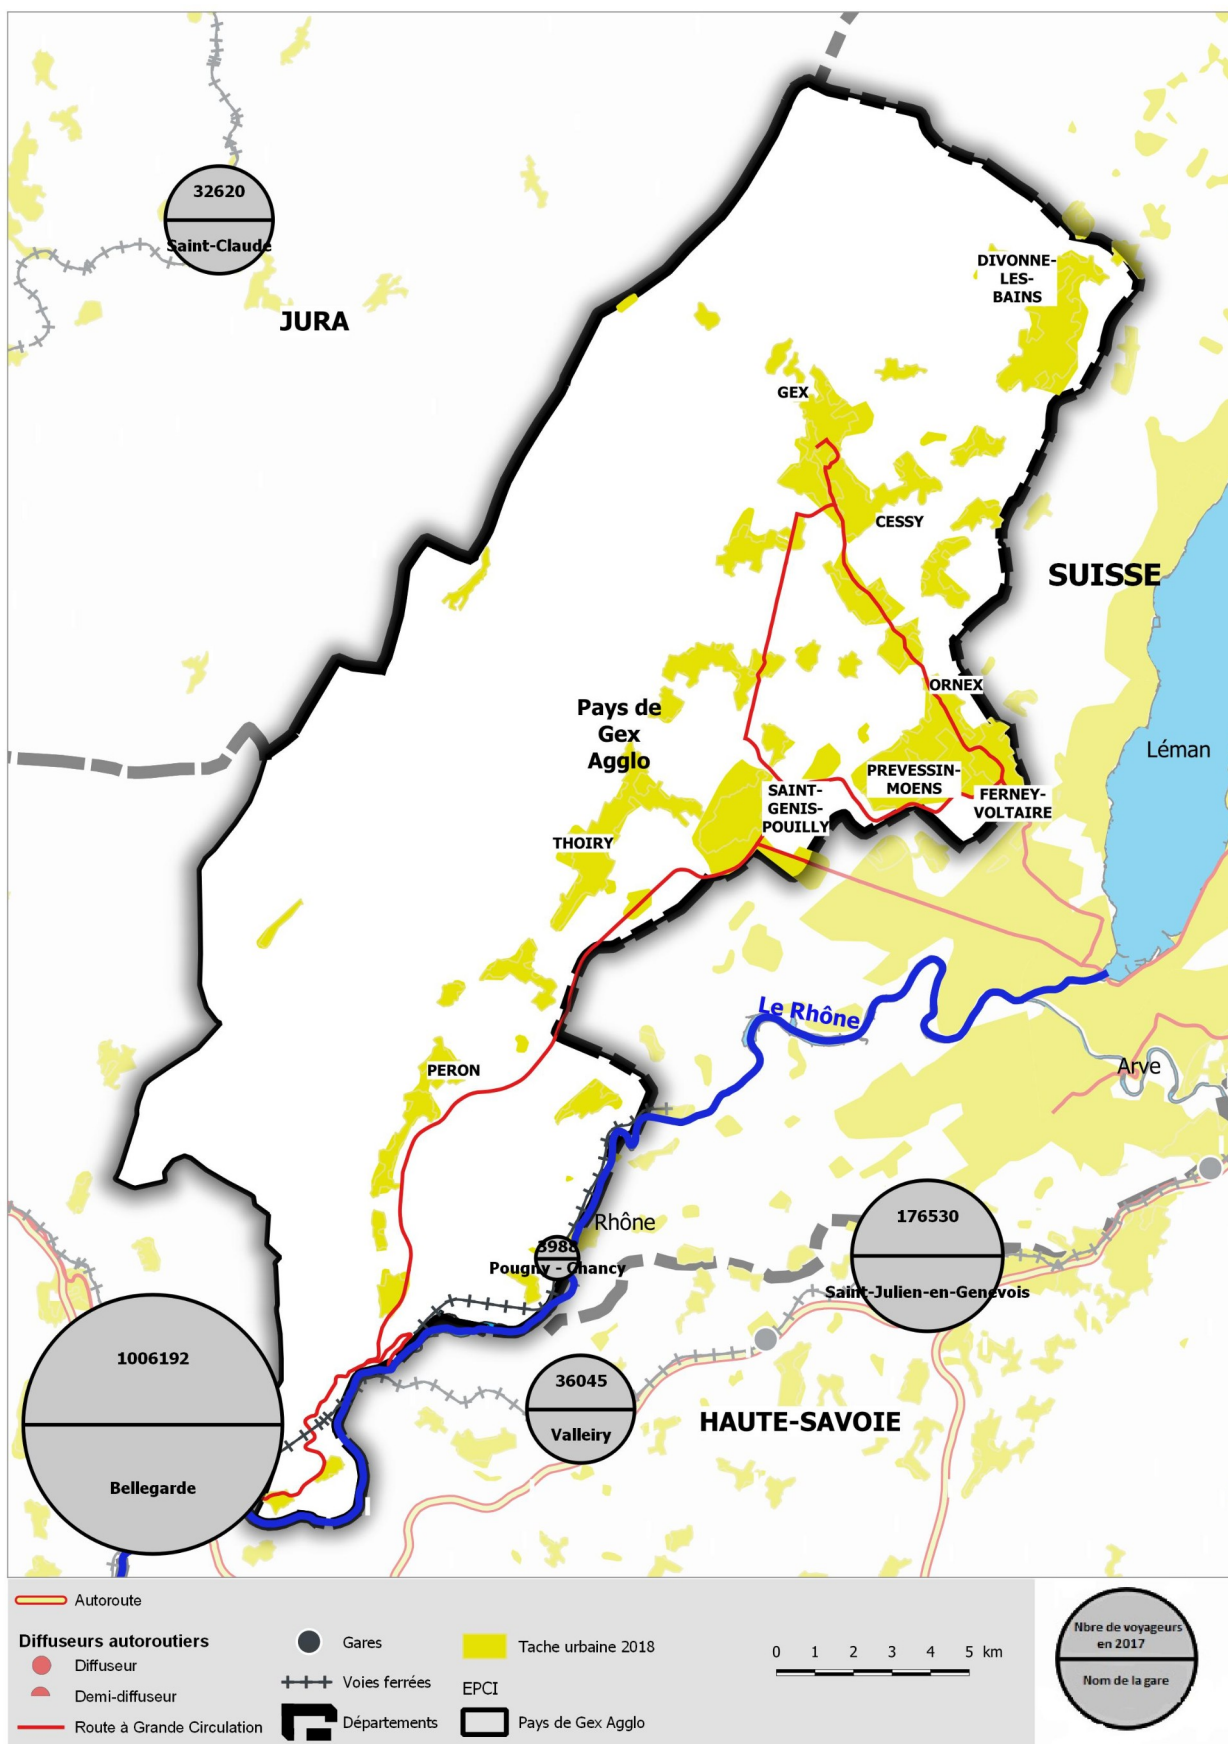 32620
Saint-Claude
JURA
DIVONNE-
LES-
BAINS
GEX
CESSY
SUISSE
ORNEX
Pays de
Gex
Agglo
Léman
PREVESSIN-
MOENS
SAINT-
GENIS-
POUILLY
FERNEY-
VOLTAIRE
THOIRY
Le Rhône
PERON
Arve
Rhône
176530
Saint-Julien-en-Genevois
3988
Pougny - Chancy
1006192
Bellegarde
36045
Valleiry
HAUTE-SAVOIE
Autoroute
Diffuseurs autoroutiers
Diffuseur
Demi-diffuseur
Route à Grande Circulation
Gares
Voies ferrées
Départements
Tache urbaine 2018
EPCI
Pays de Gex Agglo
0 1 2 3 4 5 km
Nbre de voyageurs
en 2017
Nom de la gare